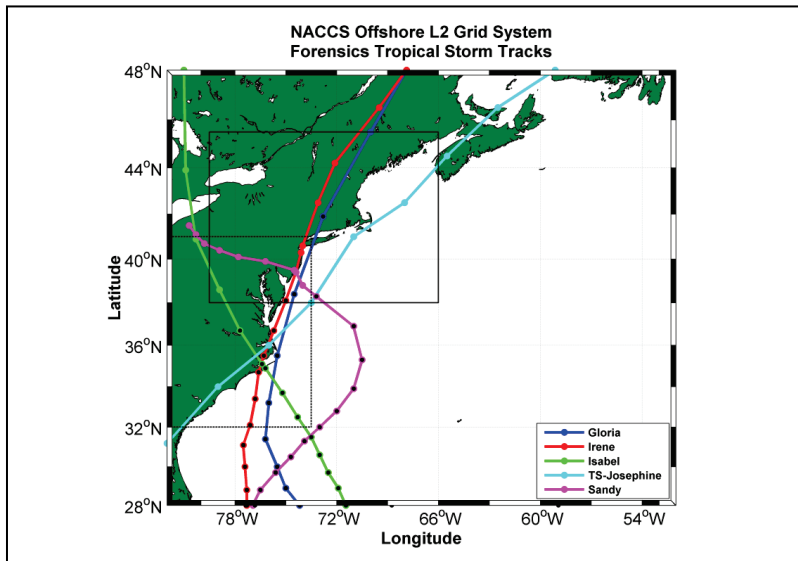 NACCS Offshore L2 Grid System
Forensics Tropical Storm Tracks
48°N
44°N
40°N
36°N
32°N
28°N
Latitude
78°W 72°W 66°W 60°W 54°W
Longitude
Gloria
Irene
Isabel
TS-Josephine
Sandy